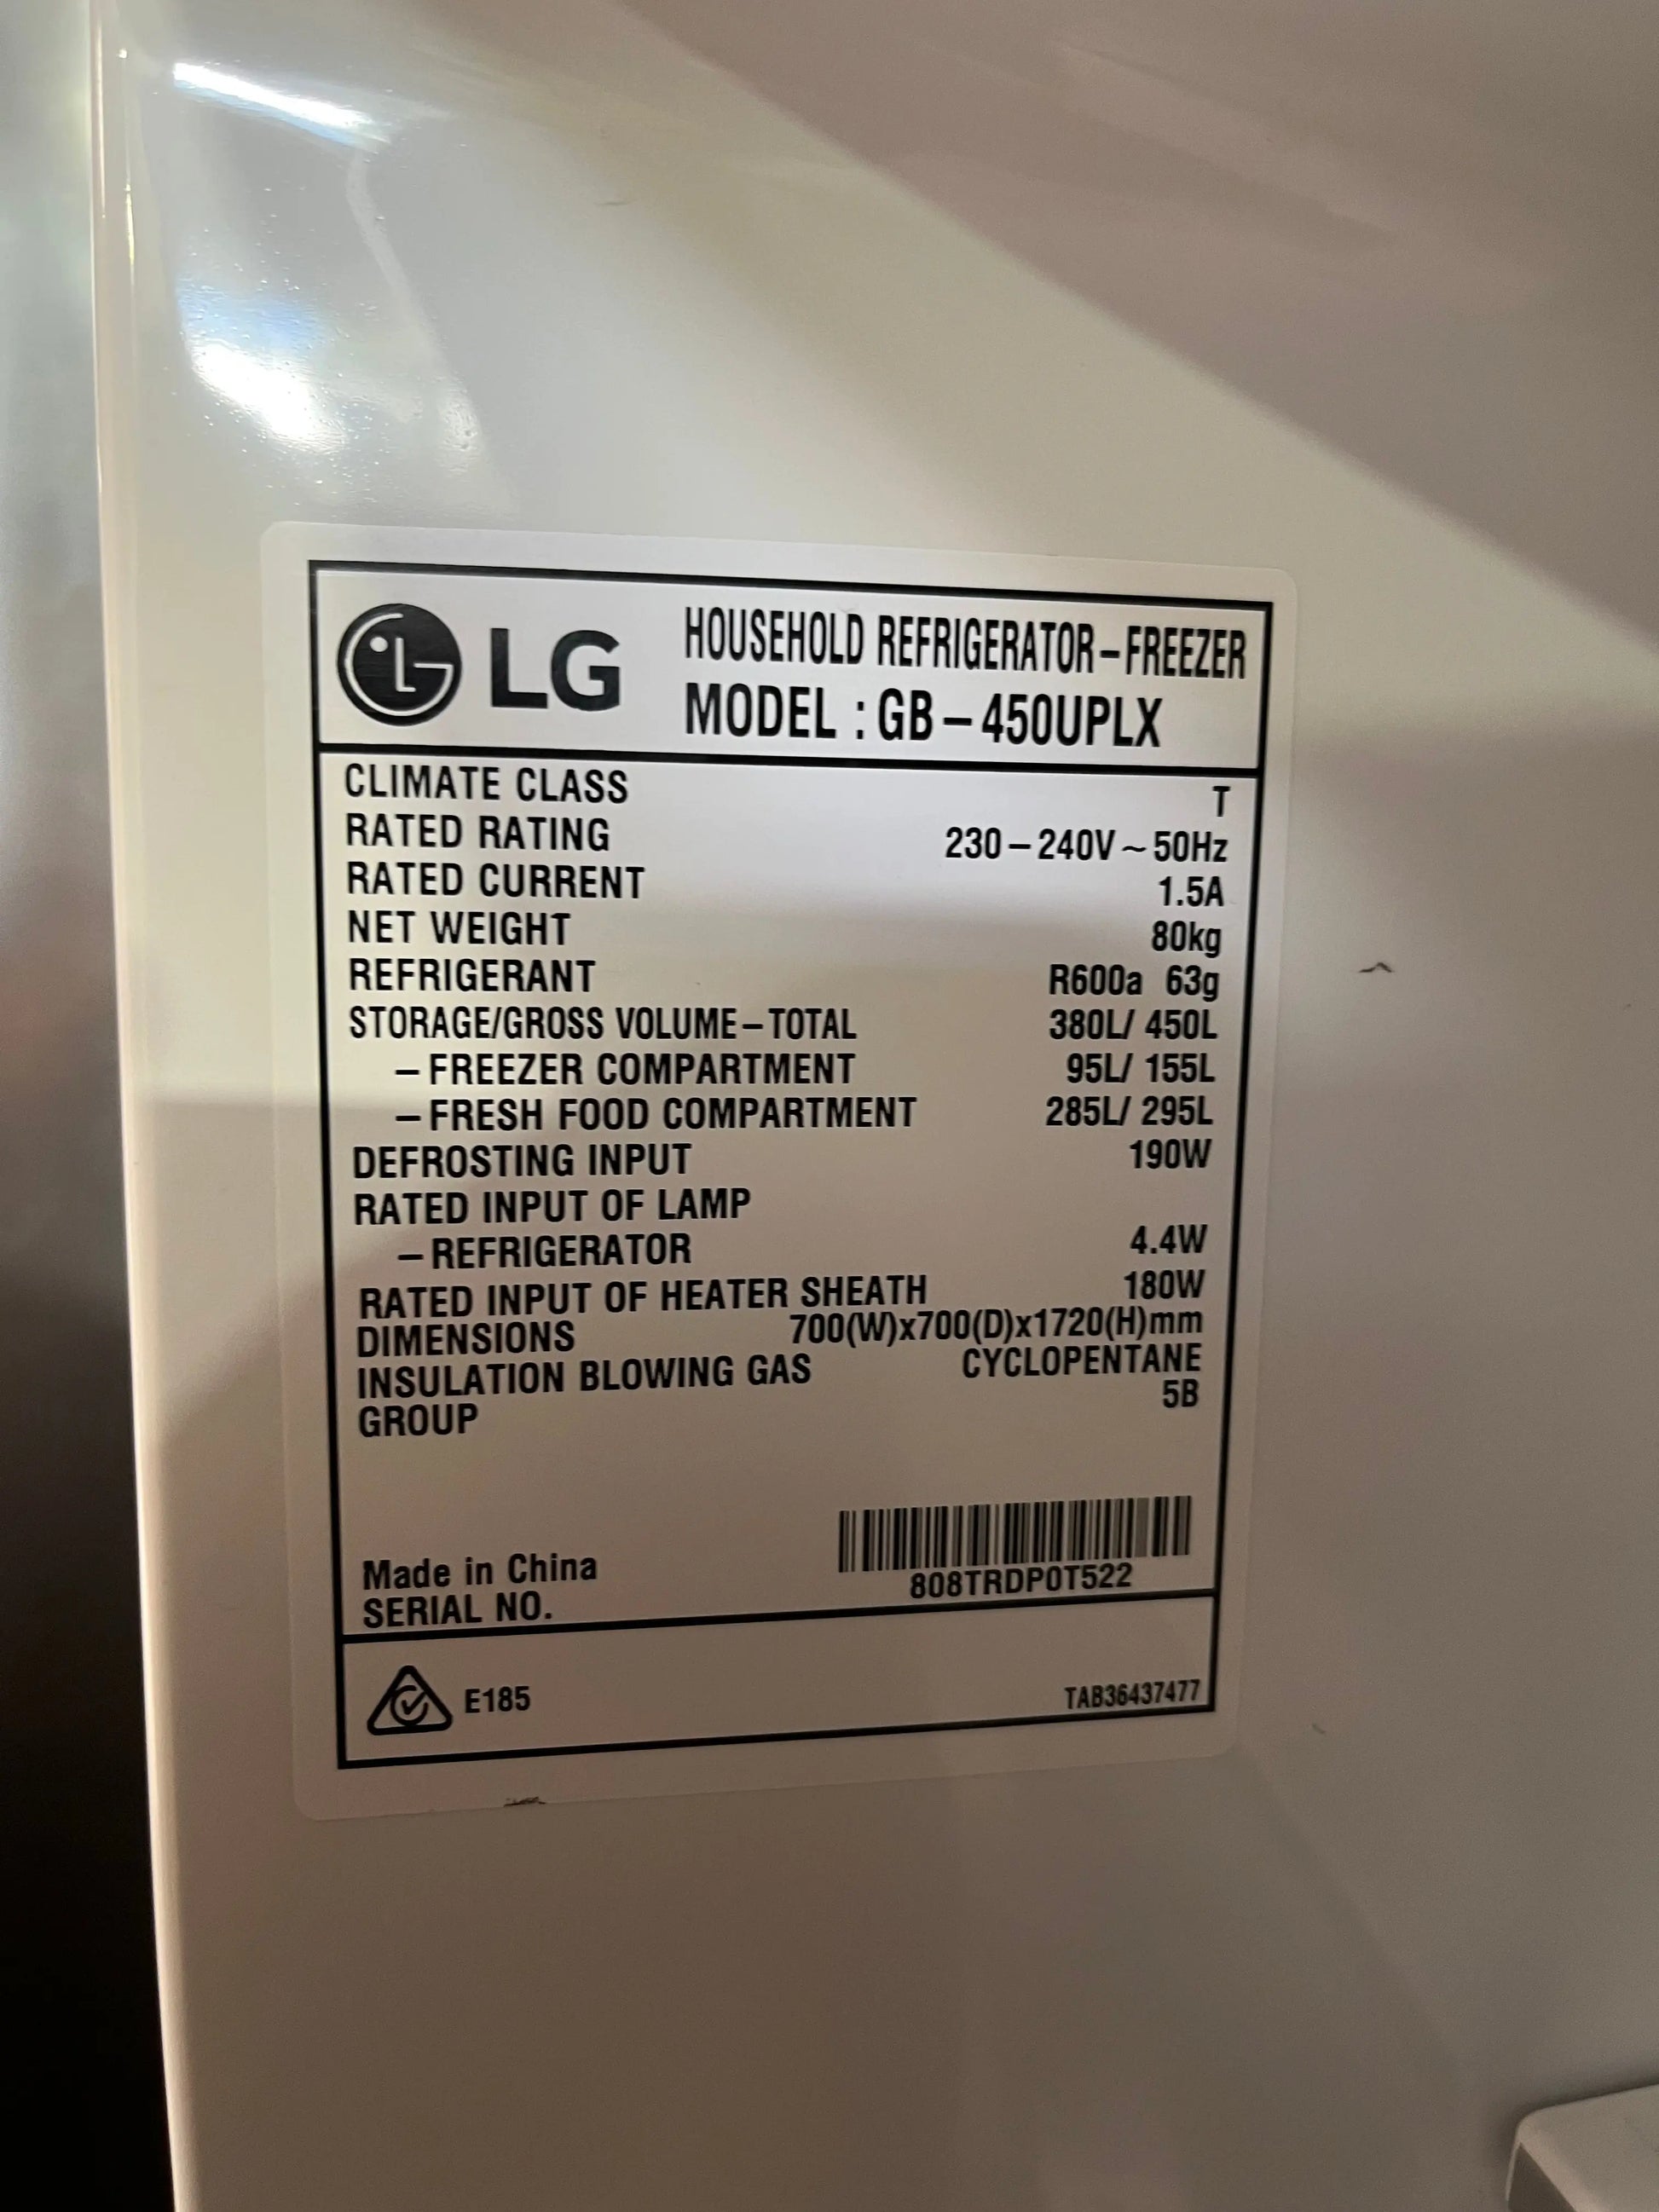 LG
HOUSEHOLD REFRIGERATOR–FREEZER
MODEL : GB–450UPLX
CLIMATE CLASS T
RATED RATING 230–240V~50Hz
RATED CURRENT 1.5A
NET WEIGHT 80kg
REFRIGERANT R600a 63g
STORAGE/GROSS VOLUME–TOTAL 380L/ 450L
–FREEZER COMPARTMENT 95L/ 155L
–FRESH FOOD COMPARTMENT 285L/ 295L
DEFROSTING INPUT 190W
RATED INPUT OF LAMP
–REFRIGERATOR 4.4W
RATED INPUT OF HEATER SHEATH 180W
DIMENSIONS 700(W)x700(D)x1720(H)mm
INSULATION BLOWING GAS CYCLOPENTANE
GROUP 5B
Made in China
SERIAL NO. 808TRDP0T522
E185 TAB36437477